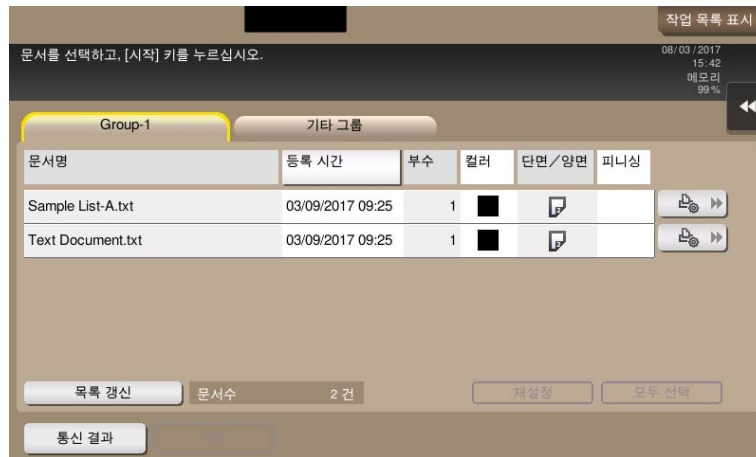 작업 목록 표시
문서를 선택하고, [시작] 키를 누르십시오.
08/03/2017
15:42
메모리
99%
Group-1
기타 그룹
문서명 등록 시간 부수 컬러 단면/양면 피니싱
Sample List-A.txt 03/09/2017 09:25 1
Text Document.txt 03/09/2017 09:25 1
목록 갱신 문서수 2 건 재설정 모두 선택
통신 결과